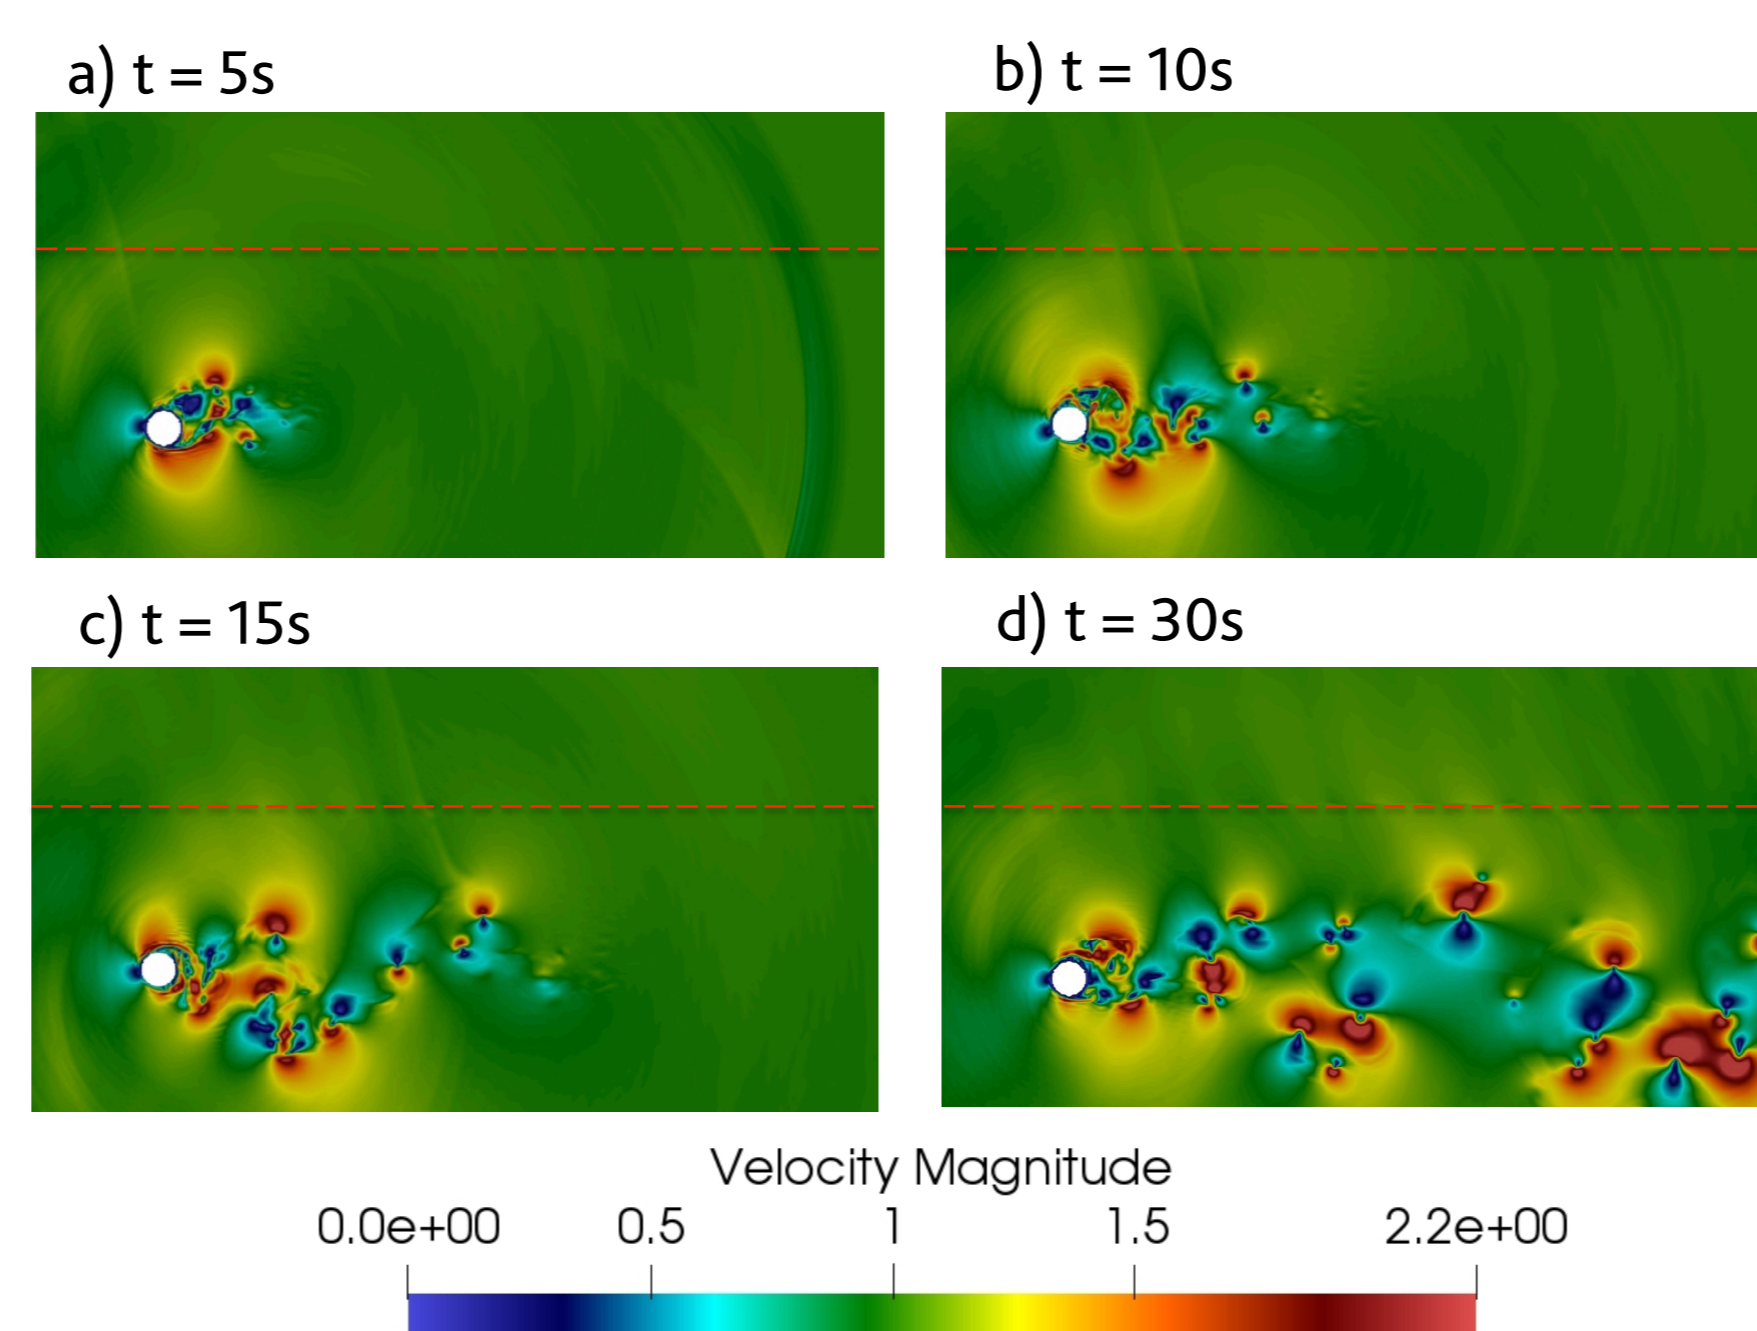 a) t = 5s
b) t = 10s
c) t = 15s
d) t = 30s
Velocity Magnitude
0.0e+00 0.5 1 1.5 2.2e+00